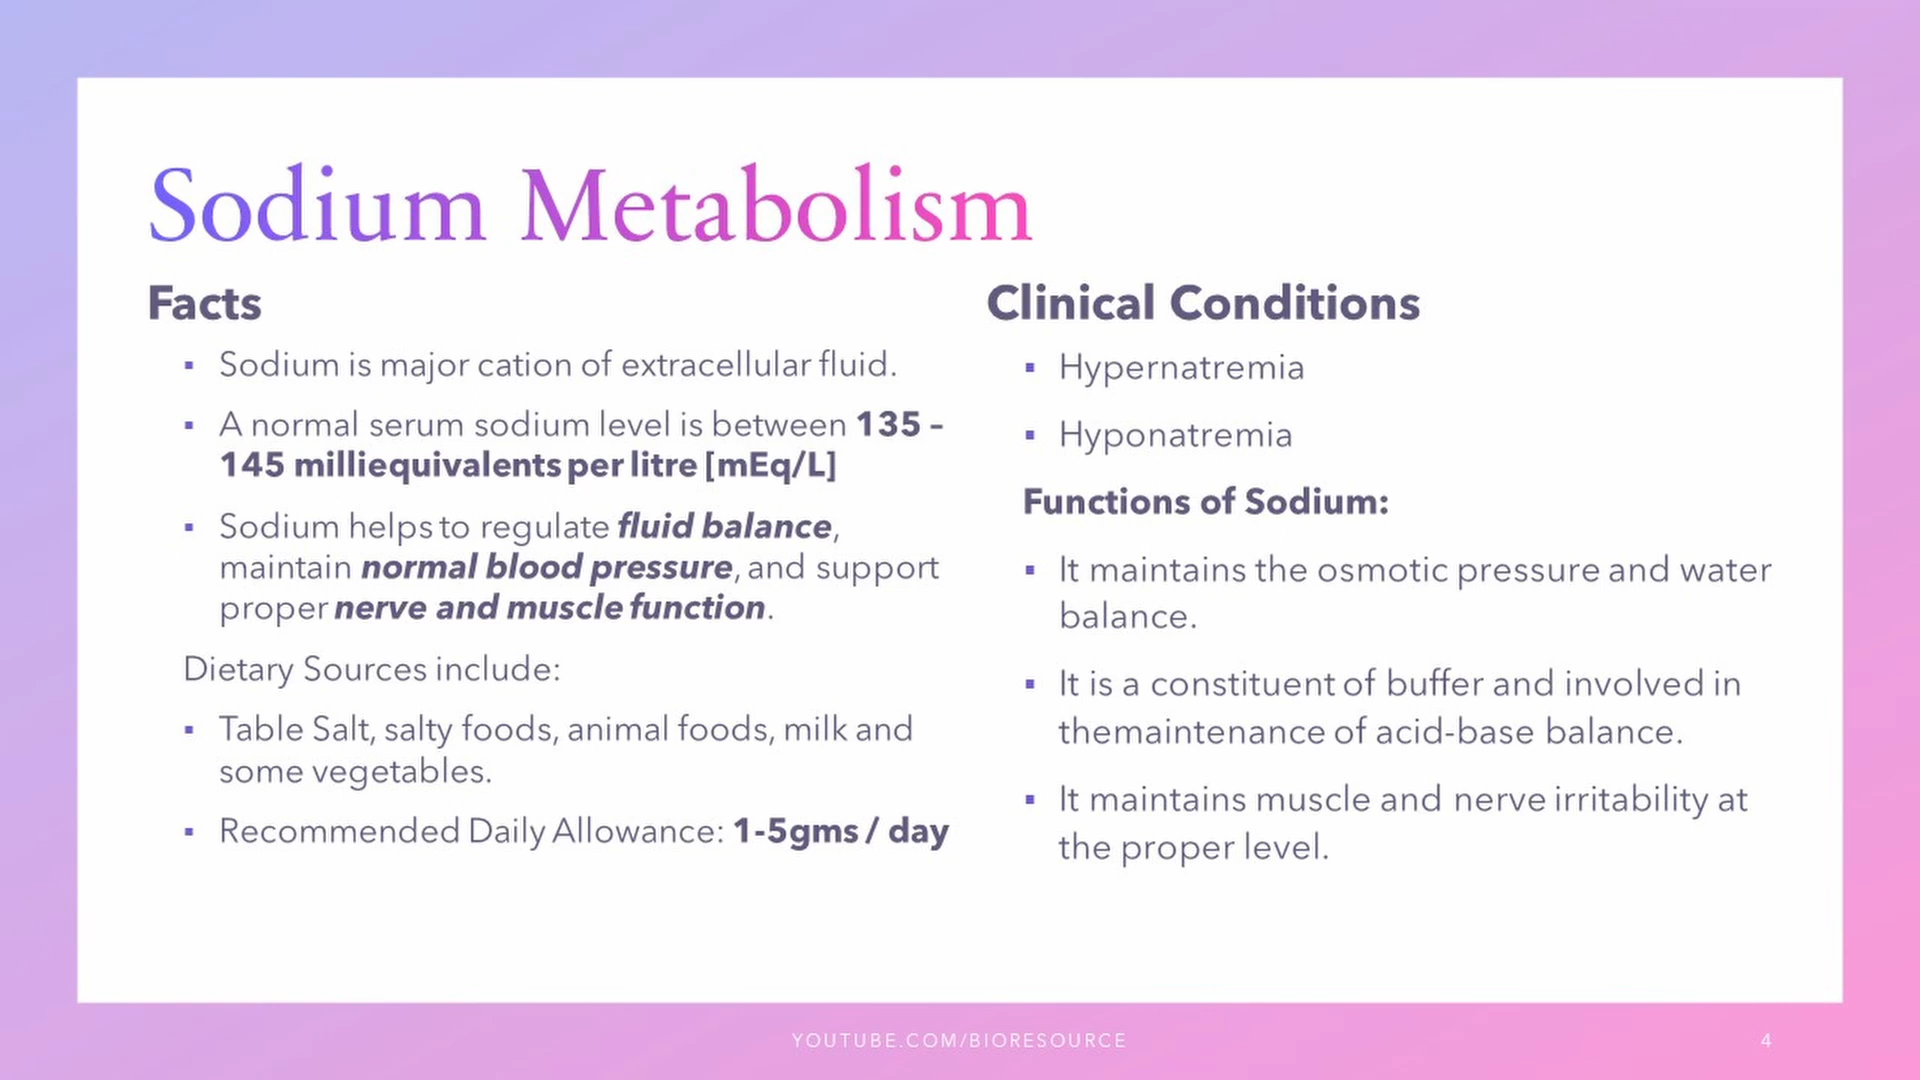 Sodium Metabolism
Facts
▪ Sodium is major cation of extracellular fluid.
▪ A normal serum sodium level is between 135 –
145 milliequivalents per litre [mEq/L]
▪ Sodium helps to regulate fluid balance,
maintain normal blood pressure, and support
proper nerve and muscle function.
Dietary Sources include:
▪ Table Salt, salty foods, animal foods, milk and
some vegetables.
▪ Recommended Daily Allowance: 1-5gms / day
Clinical Conditions
▪ Hypernatremia
▪ Hyponatremia
Functions of Sodium:
▪ It maintains the osmotic pressure and water
balance.
▪ It is a constituent of buffer and involved in
themaintenance of acid-base balance.
▪ It maintains muscle and nerve irritability at
the proper level.
YOUTUBE.COM/BIORESOURCE
4